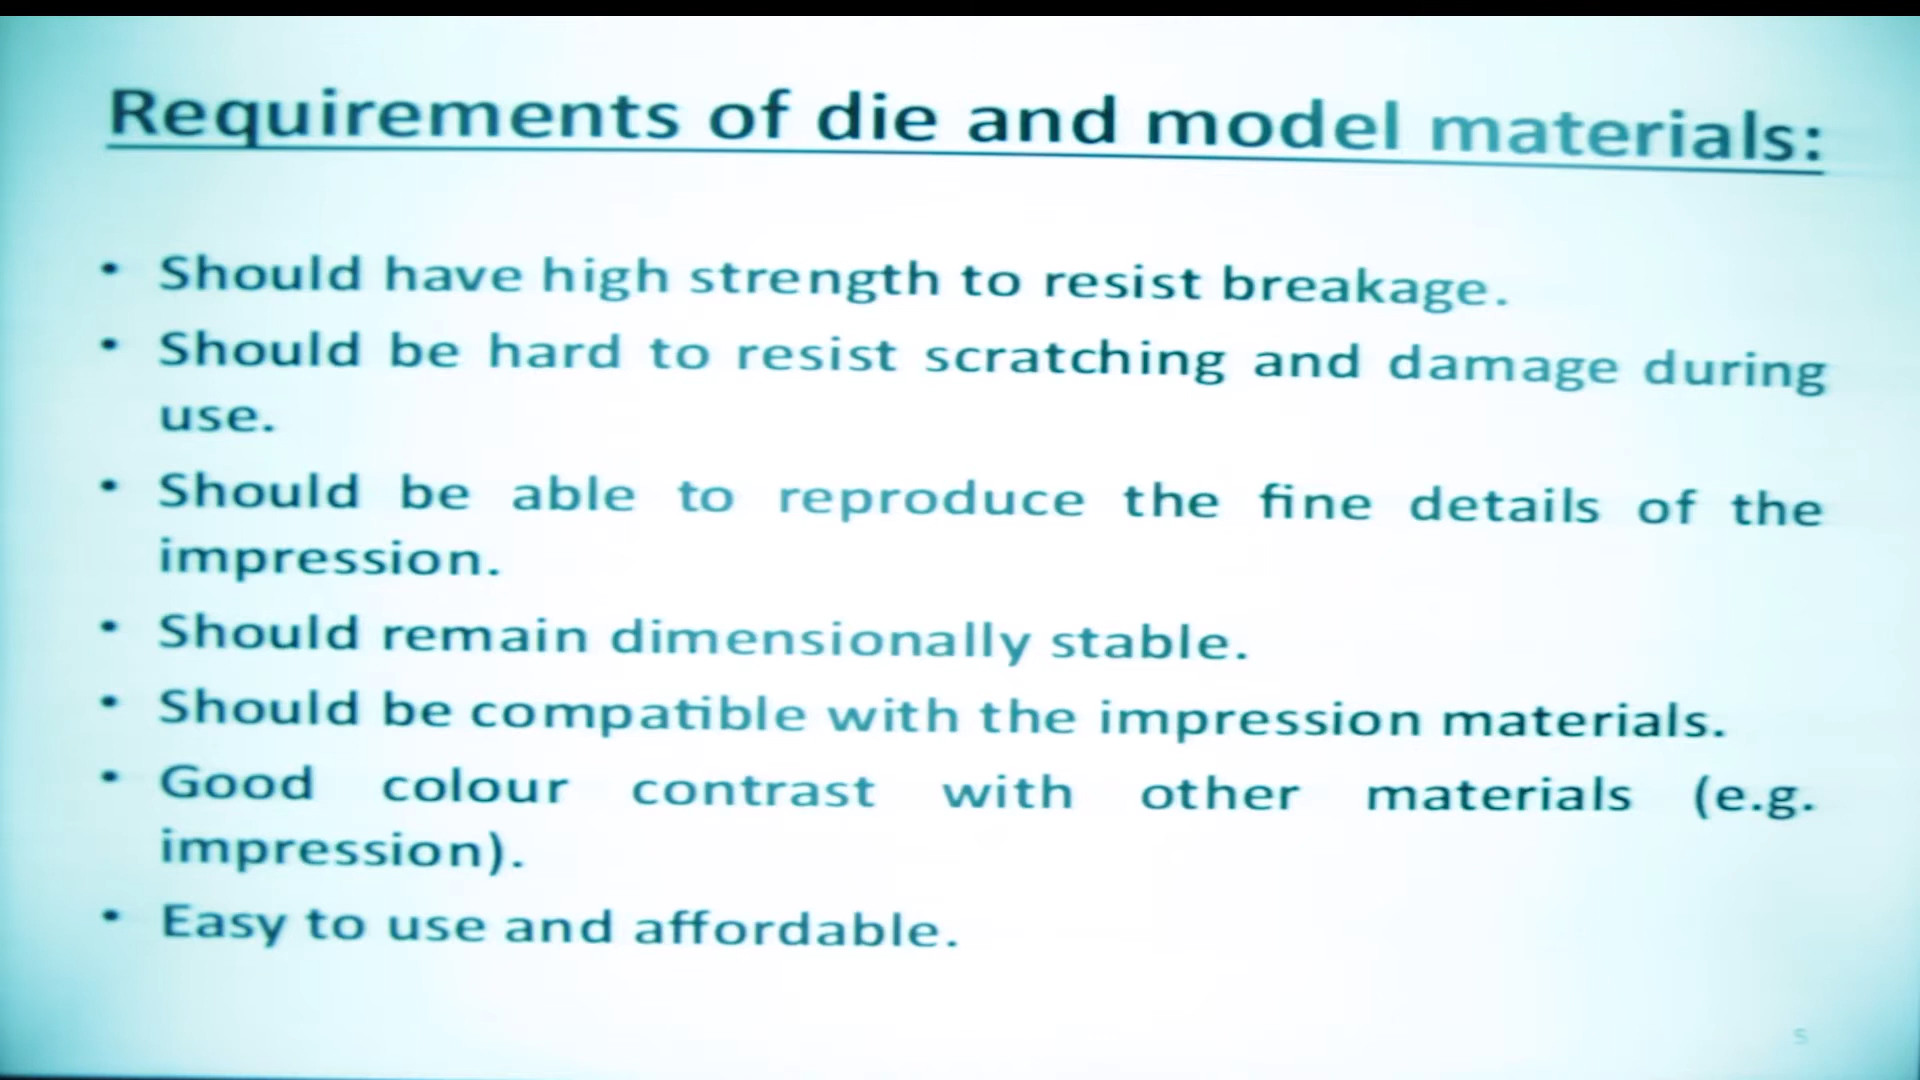 Requirements of die and model materials:
• Should have high strength to resist breakage.
• Should be hard to resist scratching and damage during
use.
• Should be able to reproduce the fine details of the
impression.
• Should remain dimensionally stable.
• Should be compatible with the impression materials.
• Good colour contrast with other materials (e.g.
impression).
• Easy to use and affordable.
5